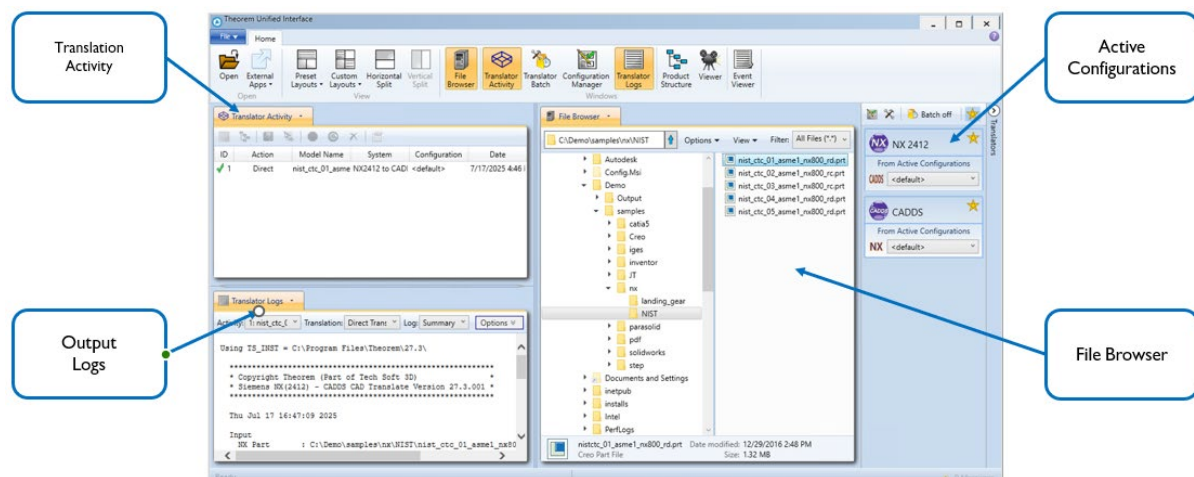 Translation
Activity
Output
Logs
Active
Configurations
File Browser
Theorem Unified Interface
File
Home
Open
External
Apps
Preset
Layouts
Custom
Layouts
Horizontal
Split
Vertical
Split
File
Browser
Translator
Activity
Translator
Batch
Configuration
Manager
Translator
Logs
Product
Structure
Viewer
Event
Viewer
Open
View
Windows
Translator Activity
ID Action Model Name System Configuration Date
1 Direct nist_ctc_01_asme NX2412 to CADI <default> 7/17/2025 4:46
Translator Logs
Activity 1: nist_ctc_ Translation: Direct Trans Log: Summary Options
Using TS_INST = C:\Program Files\Theorem\27.3\
*******************************************************
* Copyright Theorem (Part of Tech Soft 3D) *
* Siemens NX(2412) - CADDS CAD Translate Version 27.3.001 *
*******************************************************
Thu Jul 17 16:47:09 2025
Input
NX Part : C:\Demo\samples\nx\NIST\nist_ctc_01_asme1_nx80
File Browser
C:\Demo\samples\nx\NIST Options View Filter: All Files (*.*)
Autodesk
Config.Msi
Demo
Output
samples
catia5
Creo
iges
inventor
JT
nx
landing_gear
NIST
parasolid
pdf
solidworks
step
Documents and Settings
inetpub
installs
Intel
PerfLogs
nist_ctc_01_asme1_nx800_rd.prt
nist_ctc_02_asme1_nx800_rc.prt
nist_ctc_03_asme1_nx800_rc.prt
nist_ctc_04_asme1_nx800_rd.prt
nist_ctc_05_asme1_nx800_rd.prt
nistctc_01_asme1_nx800_rd.prt Date modified: 12/29/2016 2:48 PM
Creo Part File Size: 1.32 MB
Batch off
Translators
NX NX 2412
From Active Configurations
CADDS <default>
CADDS CADDS
From Active Configurations
NX <default>